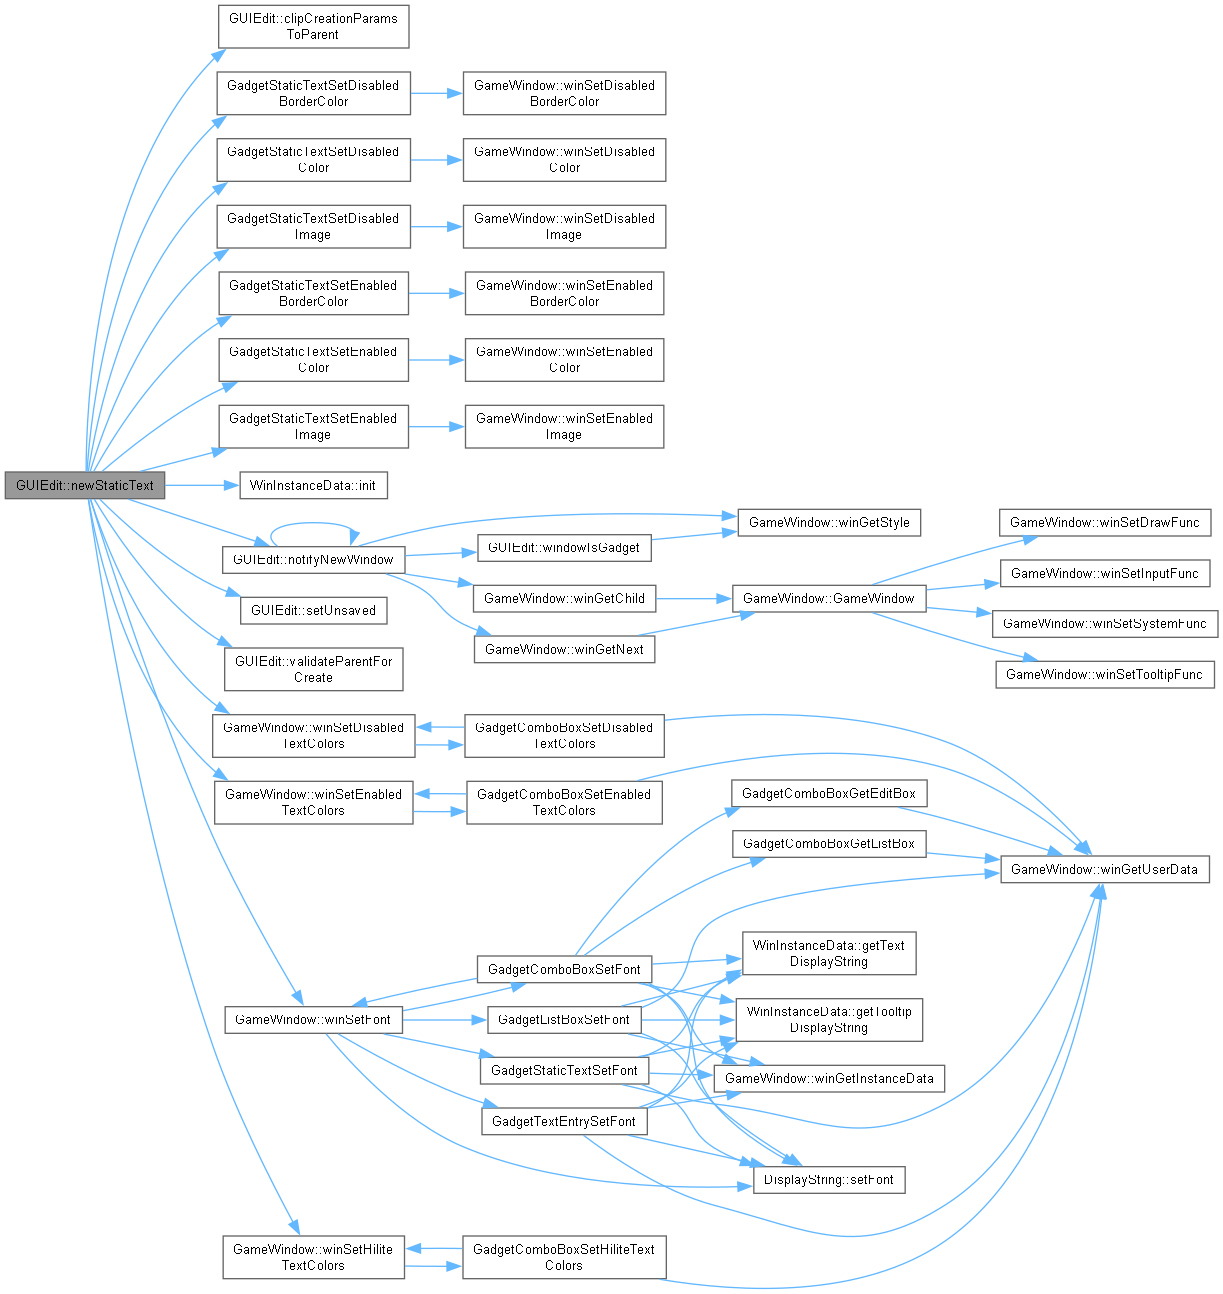 GUIEdit::clipCreationParams
ToParent
GadgetStaticTextSetDisabled
BorderColor
GameWindow::winSetDisabled
BorderColor
GadgetStaticTextSetDisabled
Color
GameWindow::winSetDisabled
Color
GadgetStaticTextSetDisabled
Image
GameWindow::winSetDisabled
Image
GadgetStaticTextSetEnabled
BorderColor
GameWindow::winSetEnabled
BorderColor
GadgetStaticTextSetEnabled
Color
GameWindow::winSetEnabled
Color
GadgetStaticTextSetEnabled
Image
GameWindow::winSetEnabled
Image
GUIEdit::newStaticText
WinInstanceData::init
GUIEdit::notifyNewWindow
GUIEdit::windowIsGadget
GameWindow::winGetStyle
GameWindow::winGetChild
GameWindow::winGetNext
GameWindow::GameWindow
GameWindow::winSetDrawFunc
GameWindow::winSetInputFunc
GameWindow::winSetSystemFunc
GameWindow::winSetTooltipFunc
GUIEdit::setUnsaved
GUIEdit::validateParentFor
Create
GameWindow::winSetDisabled
TextColors
GadgetComboBoxSetDisabled
TextColors
GameWindow::winSetEnabled
TextColors
GadgetComboBoxSetEnabled
TextColors
GadgetComboBoxGetEditBox
GadgetComboBoxGetListBox
GameWindow::winGetUserData
WinInstanceData::getText
DisplayString
GadgetComboBoxSetFont
WinInstanceData::getTooltip
DisplayString
GameWindow::winSetFont
GadgetListBoxSetFont
GadgetStaticTextSetFont
GameWindow::winGetInstanceData
GadgetTextEntrySetFont
DisplayString::setFont
GameWindow::winSetHilite
TextColors
GadgetComboBoxSetHiliteText
Colors